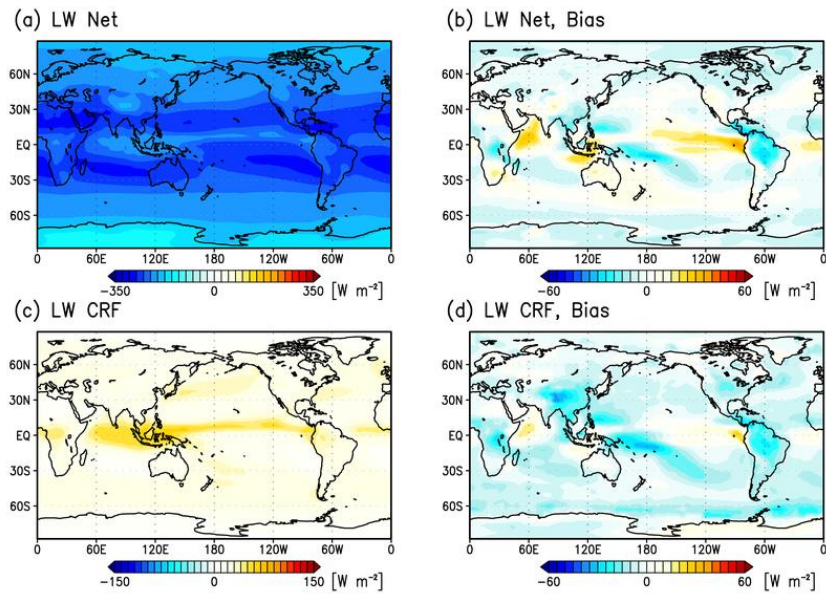 (a) LW Net
60N
30N
EQ
30S
60S
0 60E 120E 180 120W 60W 0
−350 0 350 [W m⁻²]
(b) LW Net, Bias
60N
30N
EQ
30S
60S
0 60E 120E 180 120W 60W 0
−60 0 60 [W m⁻²]
(c) LW CRF
60N
30N
EQ
30S
60S
0 60E 120E 180 120W 60W 0
−150 0 150 [W m⁻²]
(d) LW CRF, Bias
60N
30N
EQ
30S
60S
0 60E 120E 180 120W 60W 0
−60 0 60 [W m⁻²]